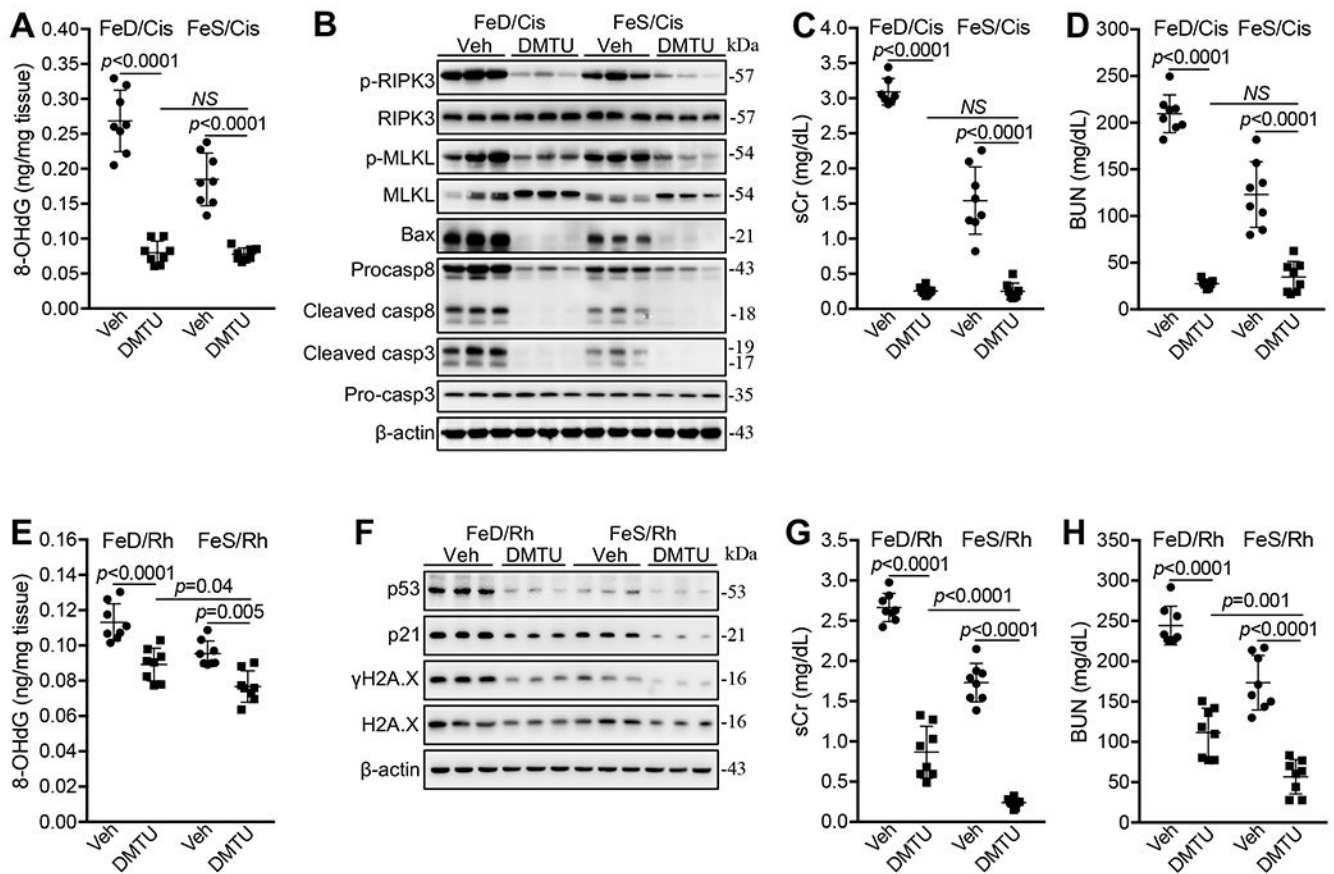 A
FeD/Cis FeS/Cis
p<0.0001
NS
p<0.0001
8-OHdG (ng/mg tissue)
0.40
0.35
0.30
0.25
0.20
0.15
0.10
0.05
0.00
Veh DMTU Veh DMTU
B
FeD/Cis FeS/Cis
Veh DMTU Veh DMTU kDa
p-RIPK3 -57
RIPK3 -57
p-MLKL -54
MLKL -54
Bax -21
Procasp8 -43
Cleaved casp8 -18
Cleaved casp3 -19
-17
Pro-casp3 -35
β-actin -43
C
FeD/Cis FeS/Cis
p<0.0001
NS
p<0.0001
sCr (mg/dL)
4.0
3.5
3.0
2.5
2.0
1.5
1.0
0.5
0.0
Veh DMTU Veh DMTU
D
FeD/Cis FeS/Cis
p<0.0001
NS
p<0.0001
BUN (mg/dL)
300
250
200
150
100
50
0
Veh DMTU Veh DMTU
E
FeD/Rh FeS/Rh
p<0.0001
p=0.04
p=0.005
8-OHdG (ng/mg tissue)
0.16
0.14
0.12
0.10
0.08
0.06
0.04
0.02
0.0
Veh DMTU Veh DMTU
F
FeD/Rh FeS/Rh
Veh DMTU Veh DMTU kDa
p53 -53
p21 -21
γH2A.X -16
H2A.X -16
β-actin -43
G
FeD/Rh FeS/Rh
p<0.0001
p<0.0001
p<0.0001
sCr (mg/dL)
3.5
3.0
2.5
2.0
1.5
1.0
0.5
0.0
Veh DMTU Veh DMTU
H
FeD/Rh FeS/Rh
p<0.0001
p=0.001
p<0.0001
BUN (mg/dL)
350
300
250
200
150
100
50
0
Veh DMTU Veh DMTU